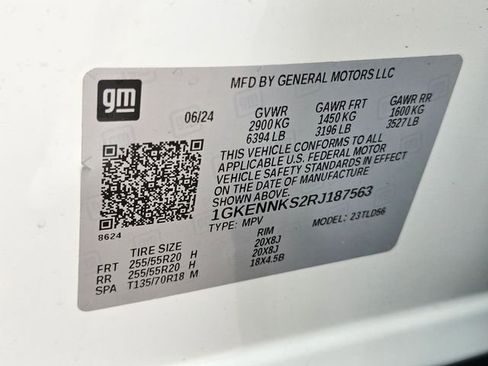 gm
MFD BY GENERAL MOTORS LLC
06/24 GVWR GAWR FRT GAWR RR
2900 KG 1450 KG 1600 KG
6394 LB 3196 LB 3527 LB
THIS VEHICLE CONFORMS TO ALL
APPLICABLE U.S. FEDERAL MOTOR
VEHICLE SAFETY STANDARDS IN EFFECT
ON THE DATE OF MANUFACTURE
SHOWN ABOVE.
1GKENNKS2RJ187563
8624 TYPE: MPV MODEL: 23TLD56
TIRE SIZE RIM
FRT 255/55R20 H 20X8J
RR 255/55R20 H 20X8J
SPA T135/70R18 M 18X4.5B